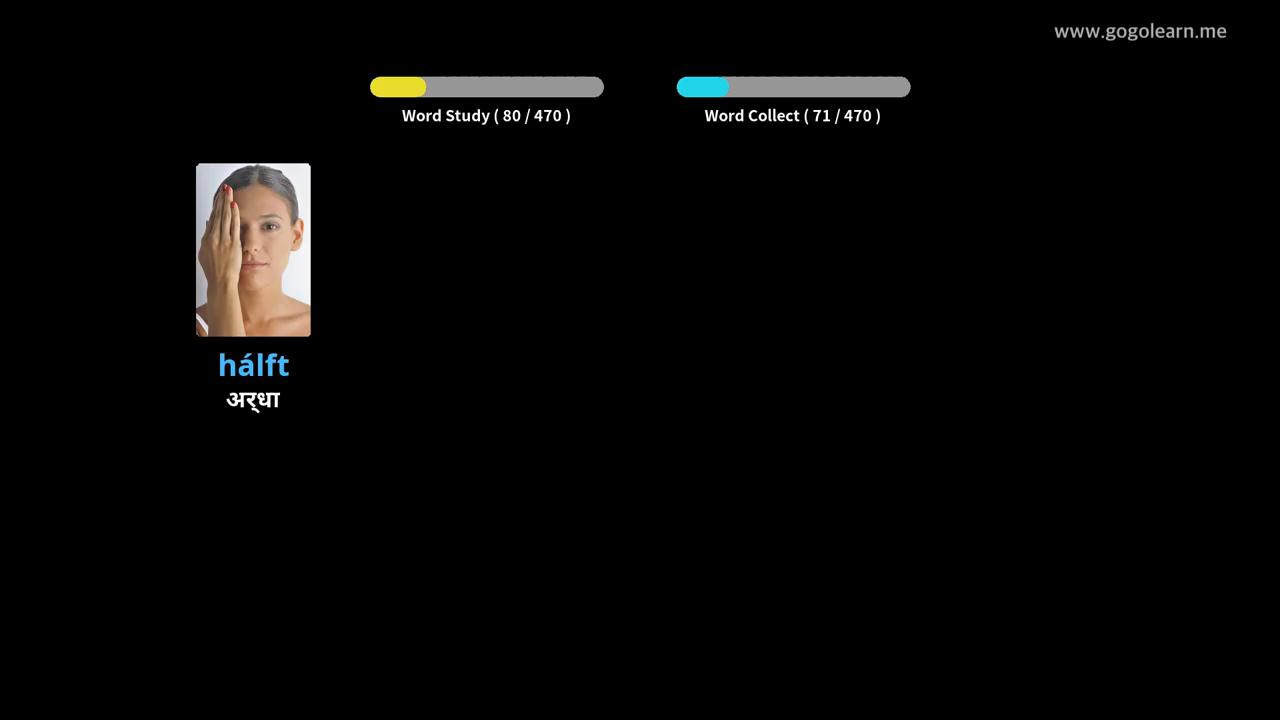 www.gogolearn.me
Word Study ( 80 / 470 )
Word Collect ( 71 / 470 )
hálft
अर्‌धा